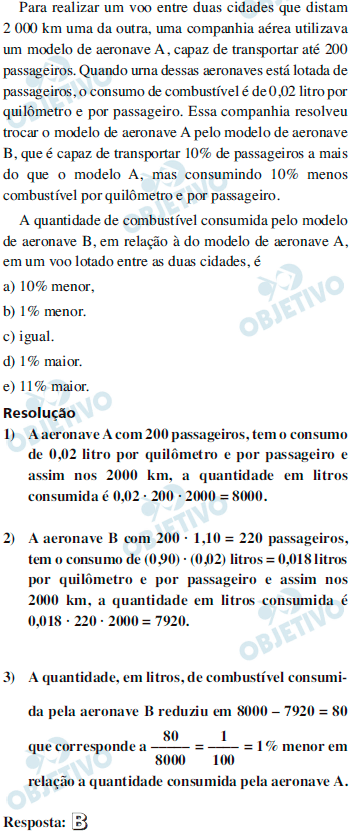 Para realizar um voo entre duas cidades que distam
2 000 km uma da outra, uma companhia aérea utilizava
um modelo de aeronave A, capaz de transportar até 200
passageiros. Quando uma dessas aeronaves está lotada de
passageiros, o consumo de combustível é de 0,02 litro por
quilômetro e por passageiro. Essa companhia resolveu
trocar o modelo de aeronave A pelo modelo de aeronave
B, que é capaz de transportar 10% de passageiros a mais
do que o modelo A, mas consumindo 10% menos
combustível por quilômetro e por passageiro.
A quantidade de combustível consumida pelo modelo
de aeronave B, em relação à do modelo de aeronave A,
em um voo lotado entre as duas cidades, é
a) 10% menor,
b) 1% menor.
c) igual.
d) 1% maior.
e) 11% maior.
Resolução
1) A aeronave A com 200 passageiros, tem o consumo
de 0,02 litro por quilômetro e por passageiro e
assim nos 2000 km, a quantidade em litros
consumida é 0,02 · 200 · 2000 = 8000.
2) A aeronave B com 200 · 1,10 = 220 passageiros,
tem o consumo de (0,90) · (0,02) litros = 0,018 litros
por quilômetro e por passageiro e assim nos
2000 km, a quantidade em litros consumida é
0,018 · 220 · 2000 = 7920.
3) A quantidade, em litros, de combustível consumi-
da pela aeronave B reduziu em 8000 – 7920 = 80
que corresponde a 80/8000 = 1/100 = 1% menor em
relação a quantidade consumida pela aeronave A.
Resposta: B
OBJETIVO